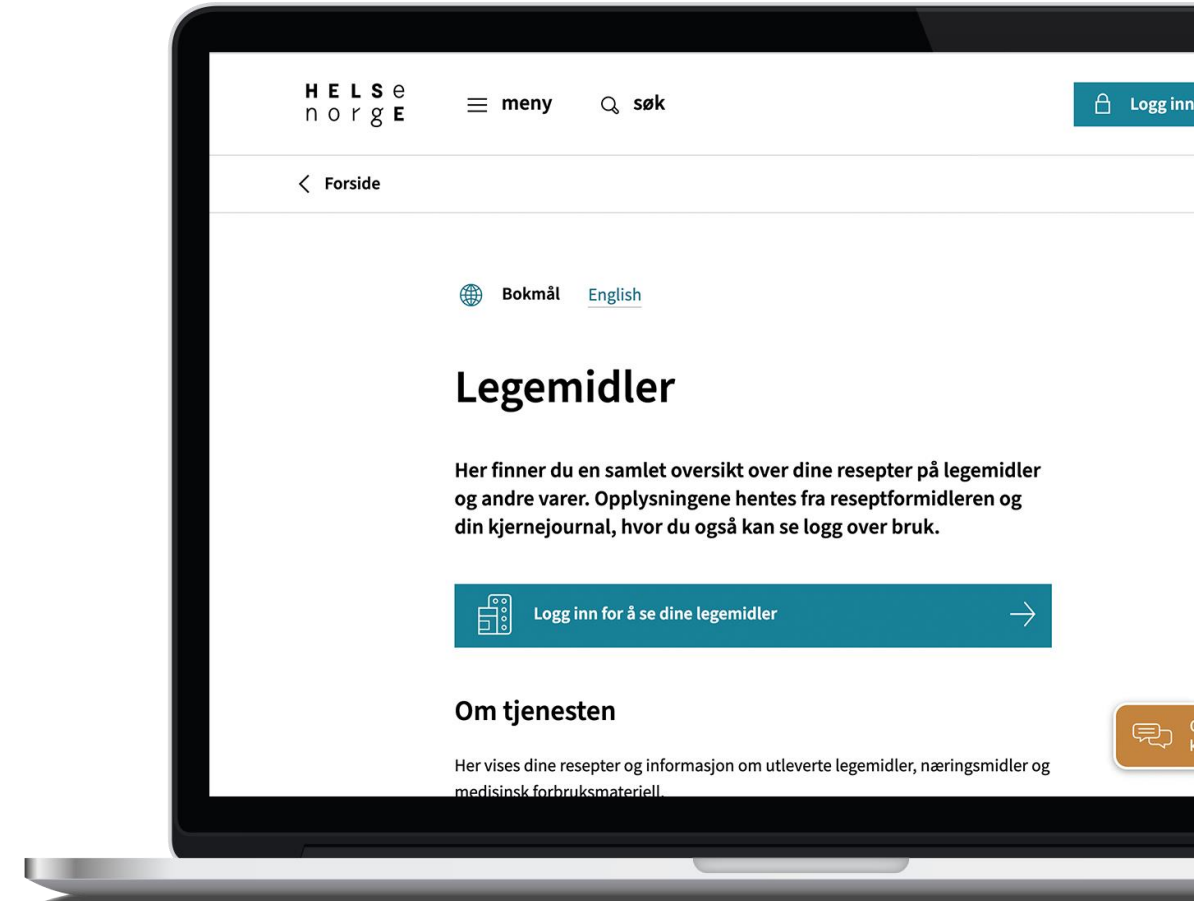 HELSe
norgE
meny
søk
Logg inn
Forside
Bokmål
English
Legemidler
Her finner du en samlet oversikt over dine resepter på legemidler
og andre varer. Opplysningene hentes fra reseptformidleren og
din kjernejournal, hvor du også kan se logg over bruk.
Logg inn for å se dine legemidler
Om tjenesten
Her vises dine resepter og informasjon om utleverte legemidler, næringsmidler og
medisinsk forbruksmateriell.